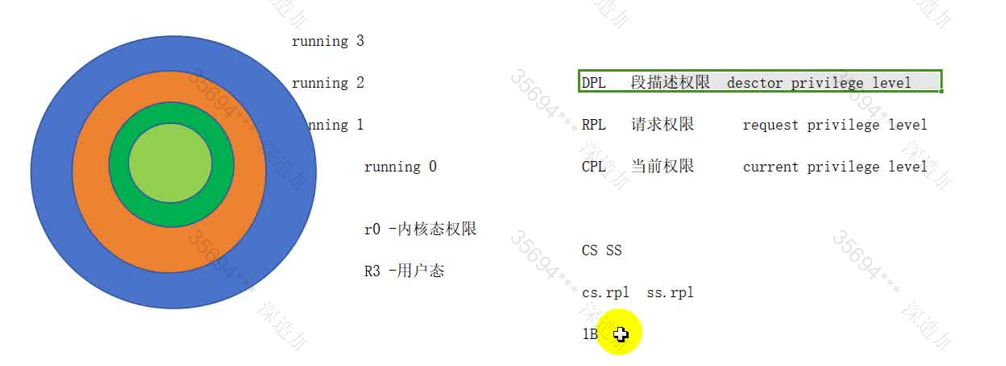 running 3
running 2
nning 1
running 0
r0 -内核态权限
R3 -用户态
DPL 段描述权限 desctor privilege level
RPL 请求权限 request privilege level
CPL 当前权限 current privilege level
CS SS
cs.rpl ss.rpl
1B
35694***
深造加
35694***
深造加
35694***
深造加
35694***
深造加
35694***
深造加
35694***
深造加